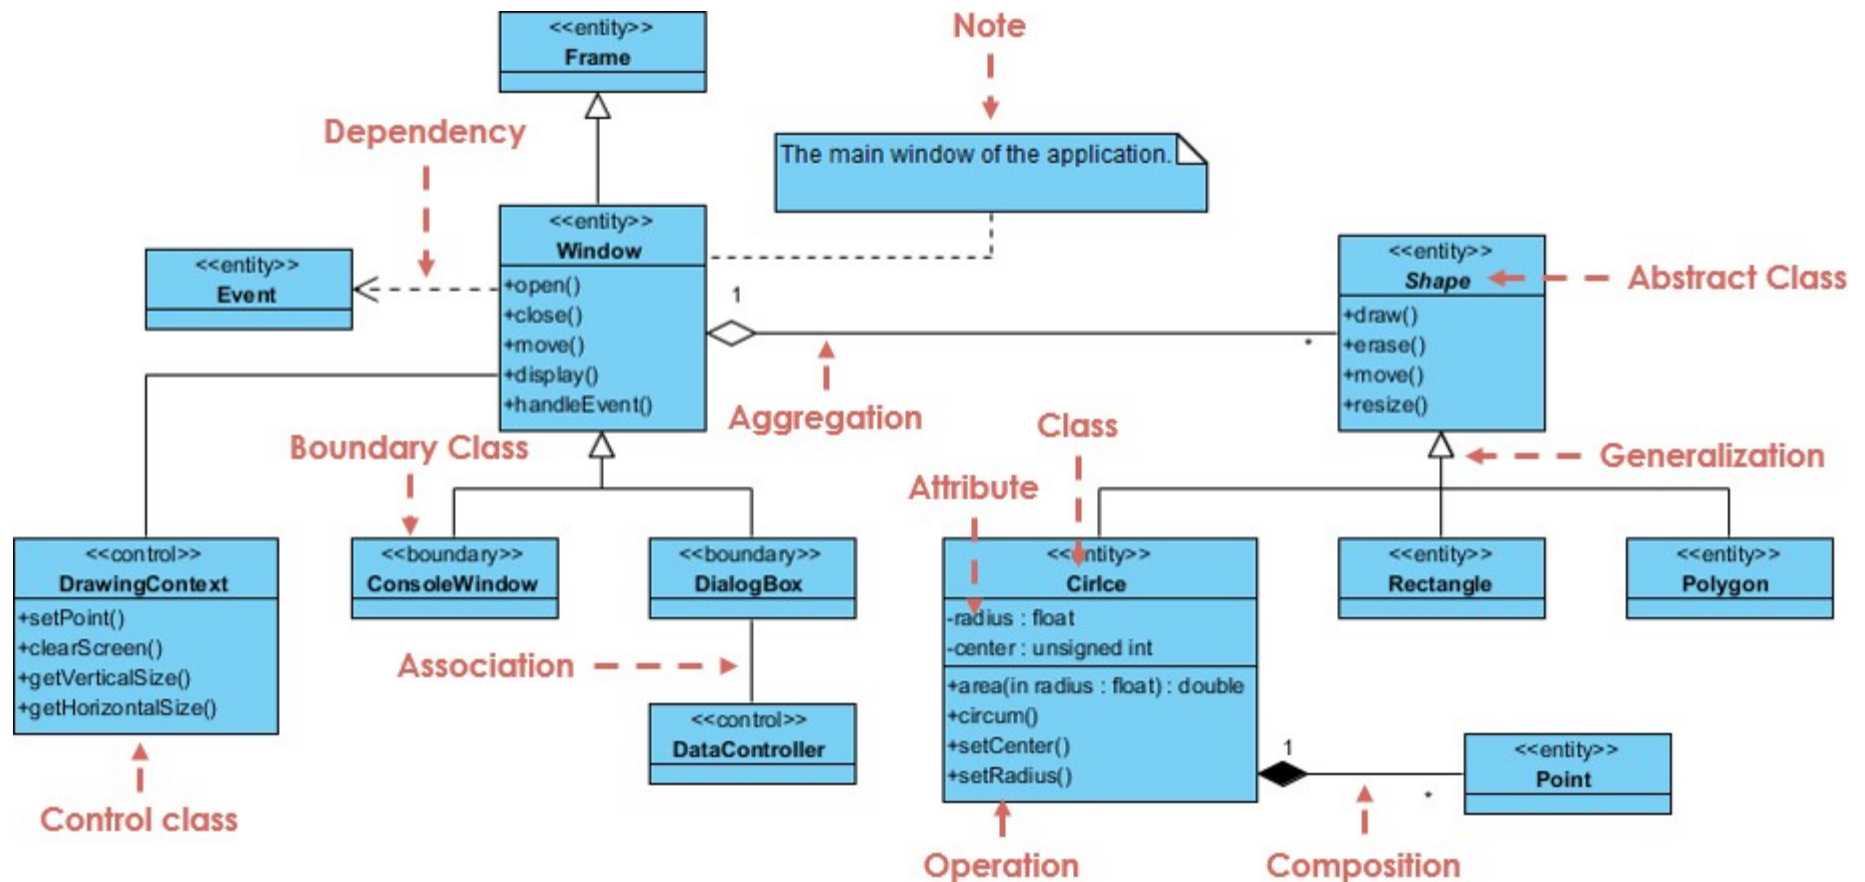 <<entity>>
Frame
Note
Dependency
The main window of the application.
<<entity>>
Window
+open()
+close()
+move()
+display()
+handleEvent()
<<entity>>
Event
1
*
<<entity>>
Shape
+draw()
+erase()
+move()
+resize()
Abstract Class
Aggregation
Class
Boundary Class
Generalization
Attribute
<<control>>
DrawingContext
+setPoint()
+clearScreen()
+getVerticalSize()
+getHorizontalSize()
<<boundary>>
ConsoleWindow
<<boundary>>
DialogBox
<<entity>>
Cirlce
-radius : float
-center : unsigned int
+area(in radius : float) : double
+circum()
+setCenter()
+setRadius()
<<entity>>
Rectangle
<<entity>>
Polygon
Association
<<control>>
DataController
1
*
<<entity>>
Point
Control class
Operation
Composition